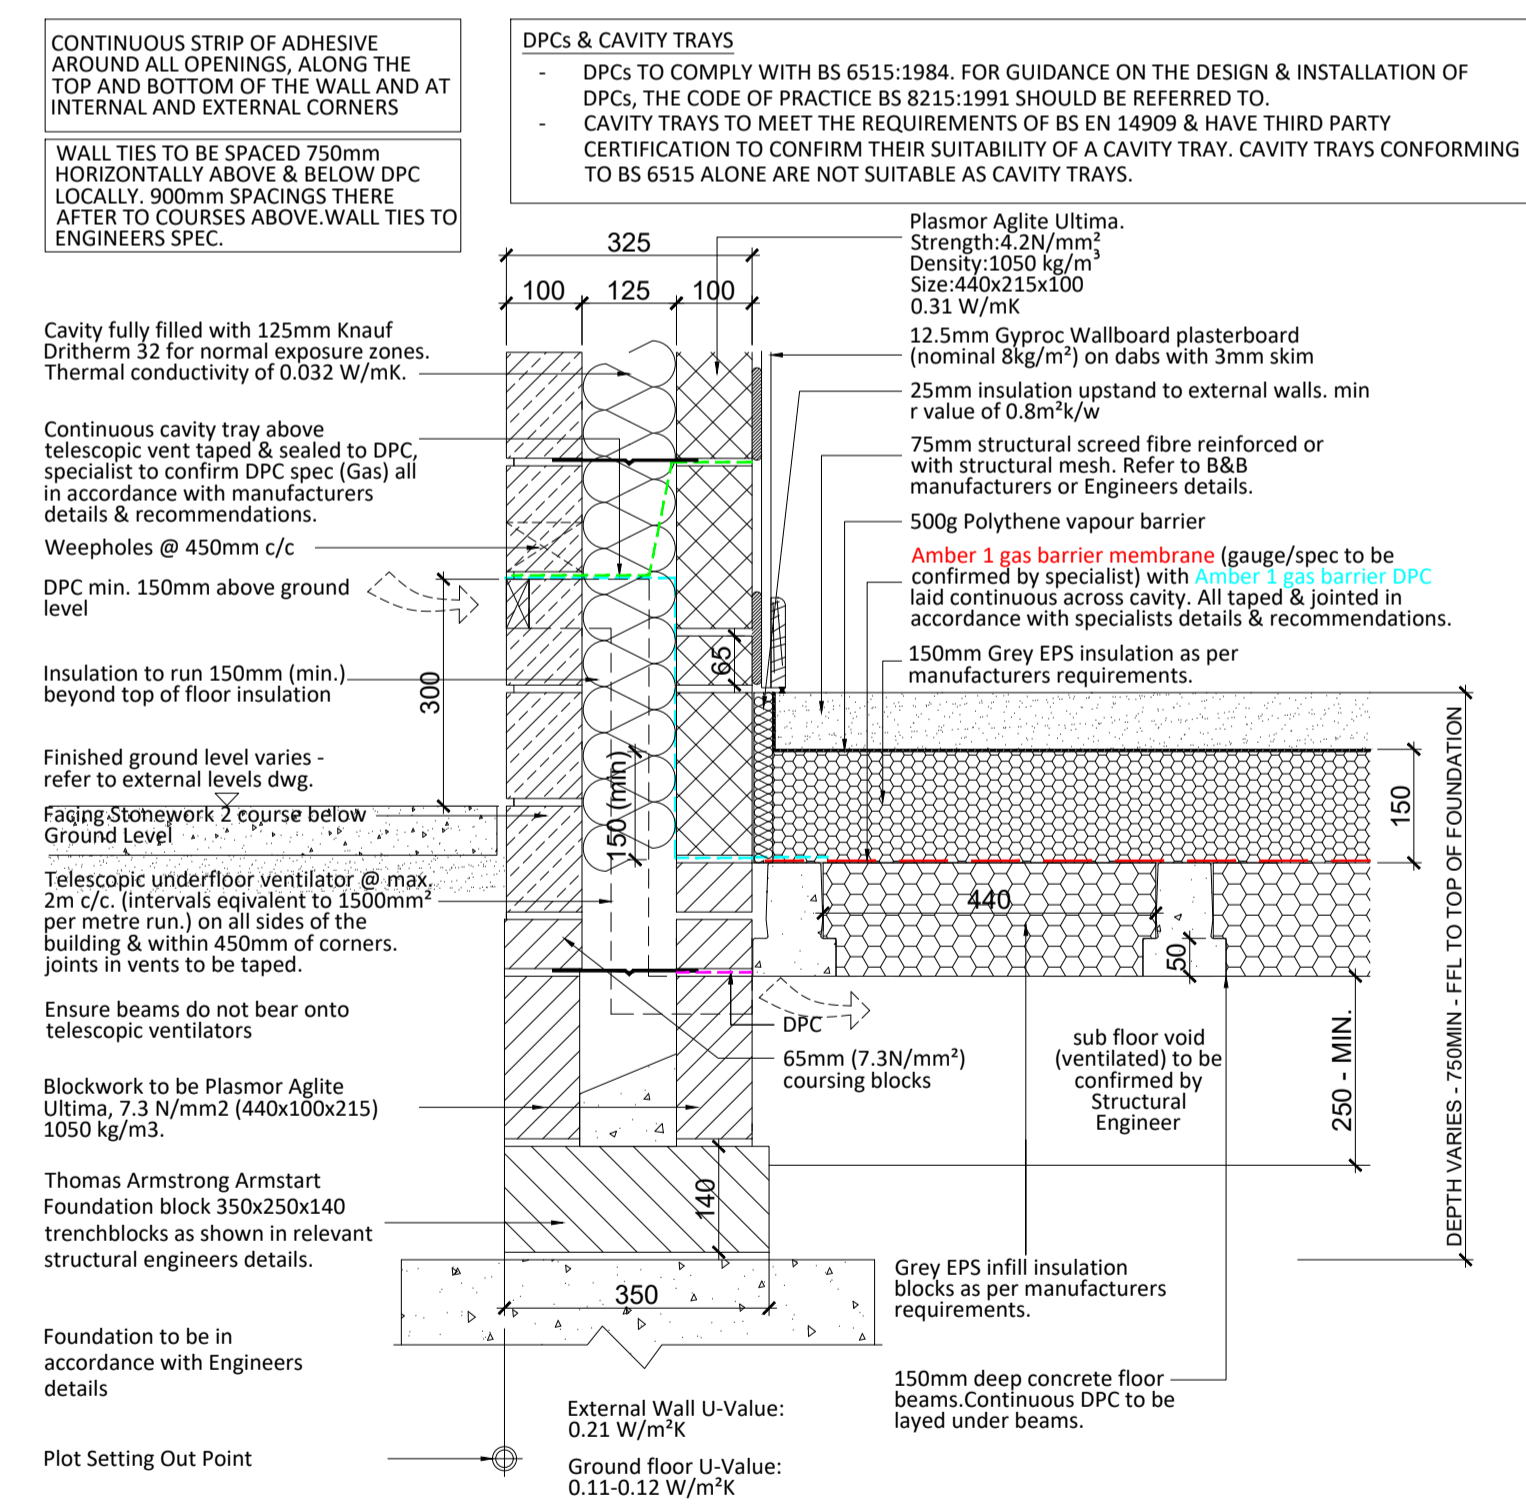 CONTINUOUS STRIP OF ADHESIVE
AROUND ALL OPENINGS, ALONG THE
TOP AND BOTTOM OF THE WALL AND AT
INTERNAL AND EXTERNAL CORNERS
WALL TIES TO BE SPACED 750mm
HORIZONTALLY ABOVE & BELOW DPC
LOCALLY. 900mm SPACINGS THERE
AFTER TO COURSES ABOVE.WALL TIES TO
ENGINEERS SPEC.
DPCs & CAVITY TRAYS
- DPCs TO COMPLY WITH BS 6515:1984. FOR GUIDANCE ON THE DESIGN & INSTALLATION OF
DPCs, THE CODE OF PRACTICE BS 8215:1991 SHOULD BE REFERRED TO.
- CAVITY TRAYS TO MEET THE REQUIREMENTS OF BS EN 14909 & HAVE THIRD PARTY
CERTIFICATION TO CONFIRM THEIR SUITABILITY OF A CAVITY TRAY. CAVITY TRAYS CONFORMING
TO BS 6515 ALONE ARE NOT SUITABLE AS CAVITY TRAYS.
325
100 125 100
Cavity fully filled with 125mm Knauf
Dritherm 32 for normal exposure zones.
Thermal conductivity of 0.032 W/mK.
Continuous cavity tray above
telescopic vent taped & sealed to DPC,
specialist to confirm DPC spec (Gas) all
in accordance with manufacturers
details & recommendations.
Weepholes @ 450mm c/c
DPC min. 150mm above ground
level
Insulation to run 150mm (min.)
beyond top of floor insulation
300
Finished ground level varies -
refer to external levels dwg.
Facing Stonework 2 course below
Ground Level
Telescopic underfloor ventilator @ max.
2m c/c. (intervals eqivalent to 1500mm²
per metre run.) on all sides of the
building & within 450mm of corners.
joints in vents to be taped.
Ensure beams do not bear onto
telescopic ventilators
Blockwork to be Plasmor Aglite
Ultima, 7.3 N/mm2 (440x100x215)
1050 kg/m3.
Thomas Armstrong Armstart
Foundation block 350x250x140
trenchblocks as shown in relevant
structural engineers details.
Foundation to be in
accordance with Engineers
details
Plot Setting Out Point
Plasmor Aglite Ultima.
Strength:4.2N/mm²
Density:1050 kg/m³
Size:440x215x100
0.31 W/mK
12.5mm Gyproc Wallboard plasterboard
(nominal 8kg/m²) on dabs with 3mm skim
25mm insulation upstand to external walls. min
r value of 0.8m²k/w
75mm structural screed fibre reinforced or
with structural mesh. Refer to B&B
manufacturers or Engineers details.
500g Polythene vapour barrier
Amber 1 gas barrier membrane (gauge/spec to be
confirmed by specialist) with Amber 1 gas barrier DPC
laid continuous across cavity. All taped & jointed in
accordance with specialists details & recommendations.
150mm Grey EPS insulation as per
manufacturers requirements.
65
150 (min)
150
440
50
DPC
65mm (7.3N/mm²)
coursing blocks
sub floor void
(ventilated) to be
confirmed by
Structural
Engineer
250 - MIN.
DEPTH VARIES - 750MIN - FFL TO TOP OF FOUNDATION
140
350
Grey EPS infill insulation
blocks as per manufacturers
requirements.
150mm deep concrete floor
beams.Continuous DPC to be
layed under beams.
External Wall U-Value:
0.21 W/m²K
Ground floor U-Value:
0.11-0.12 W/m²K